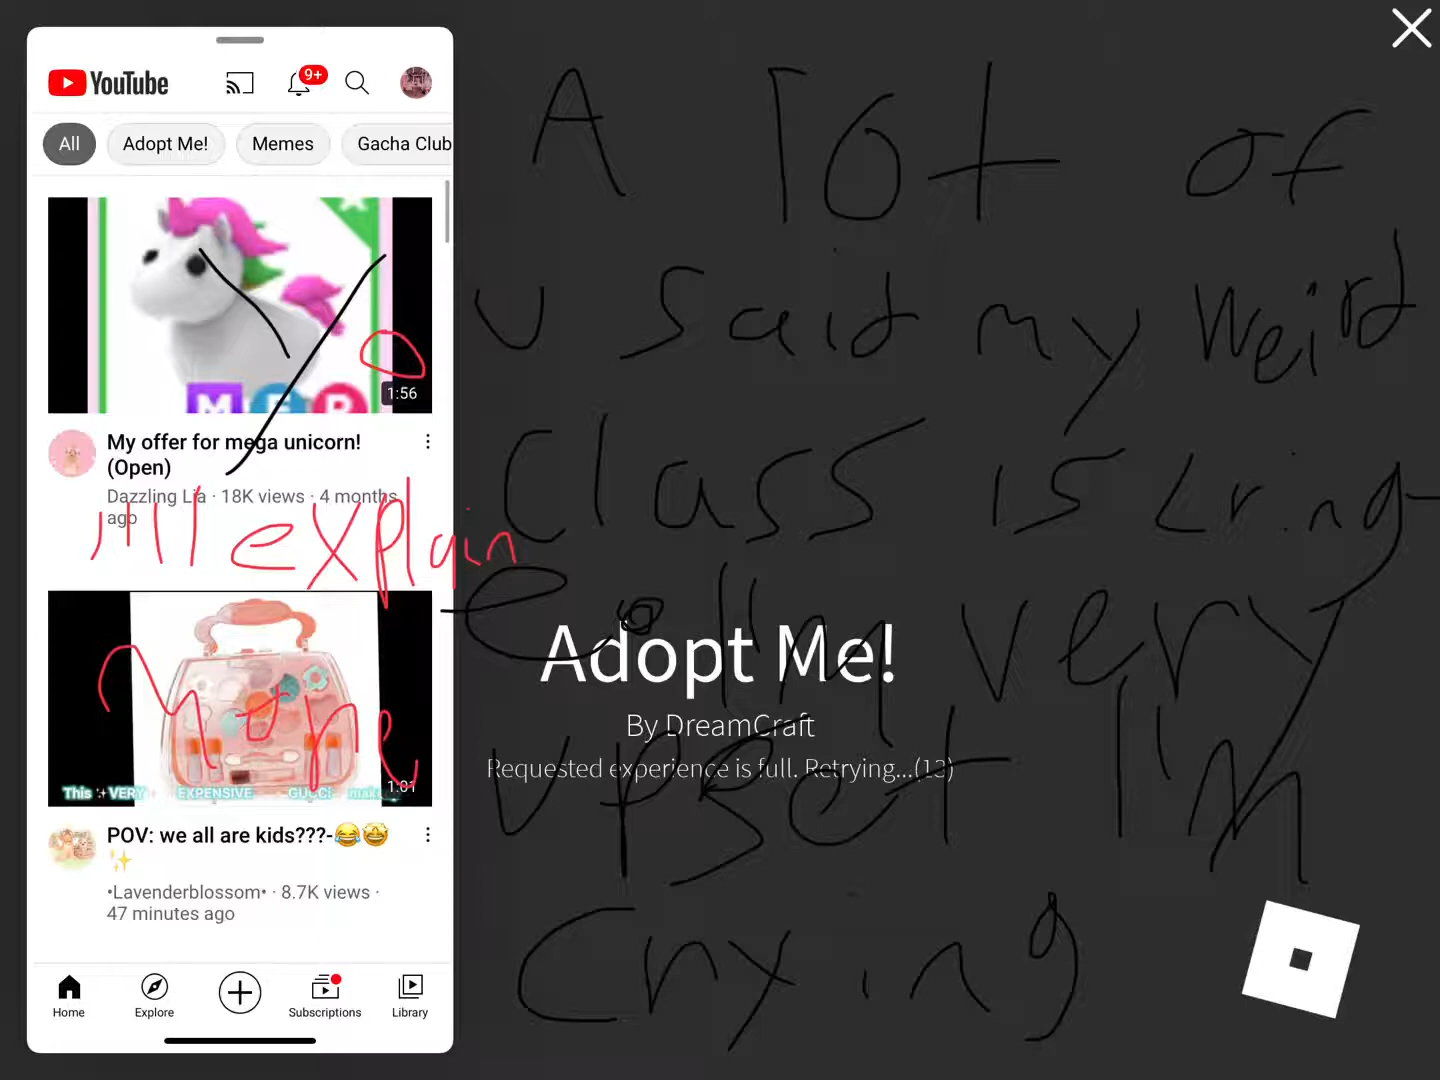 YouTube
9+
All
Adopt Me!
Memes
Gacha Club
1:56
My offer for mega unicorn!
(Open)
Dazzling Lia · 18K views · 4 months
ago
I'll explain
This ✨VERY EXPENSIVE GUCCI
1:01
POV: we all are kids???-😂🤩
✨
•Lavenderblossom• · 8.7K views ·
47 minutes ago
Home
Explore
Subscriptions
Library
A lot of
u said my weird
Class is cring-
e. I'm very
upset I'm
Crying
Adopt Me!
By DreamCraft
Requested experience is full. Retrying...(13)